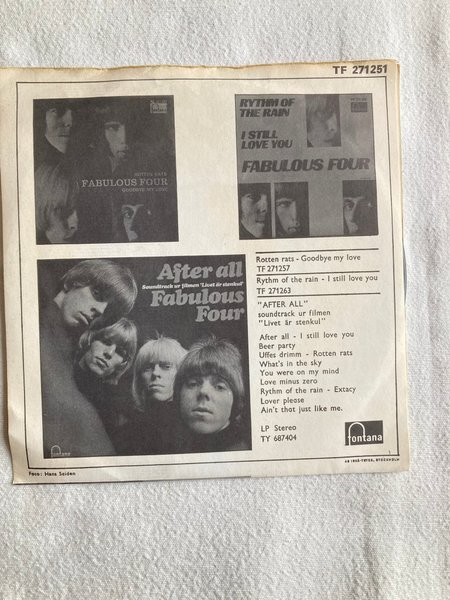 TF 271251
fontana
ROTTEN RATS
FABULOUS FOUR
GOODBYE MY LOVE
RYTHM OF
THE RAIN
I STILL
LOVE YOU
FABULOUS FOUR
After all
Soundtrack ur filmen "Livet är stenkul"
Fabulous
Four
fontana
Rotten rats - Goodbye my love
TF 271257
Rythm of the rain - I still love you
TF 271263
"AFTER ALL"
soundtrack ur filmen
"Livet är stenkul"
After all - I still love you
Beer party
Uffes drimm - Rotten rats
What's in the sky
You were on my mind
Love minus zero
Rythm of the rain - Extacy
Lover please
Ain't that just like me.
LP Stereo
TY 687404
fontana
Foto: Hans Seiden
STOCKHOLM